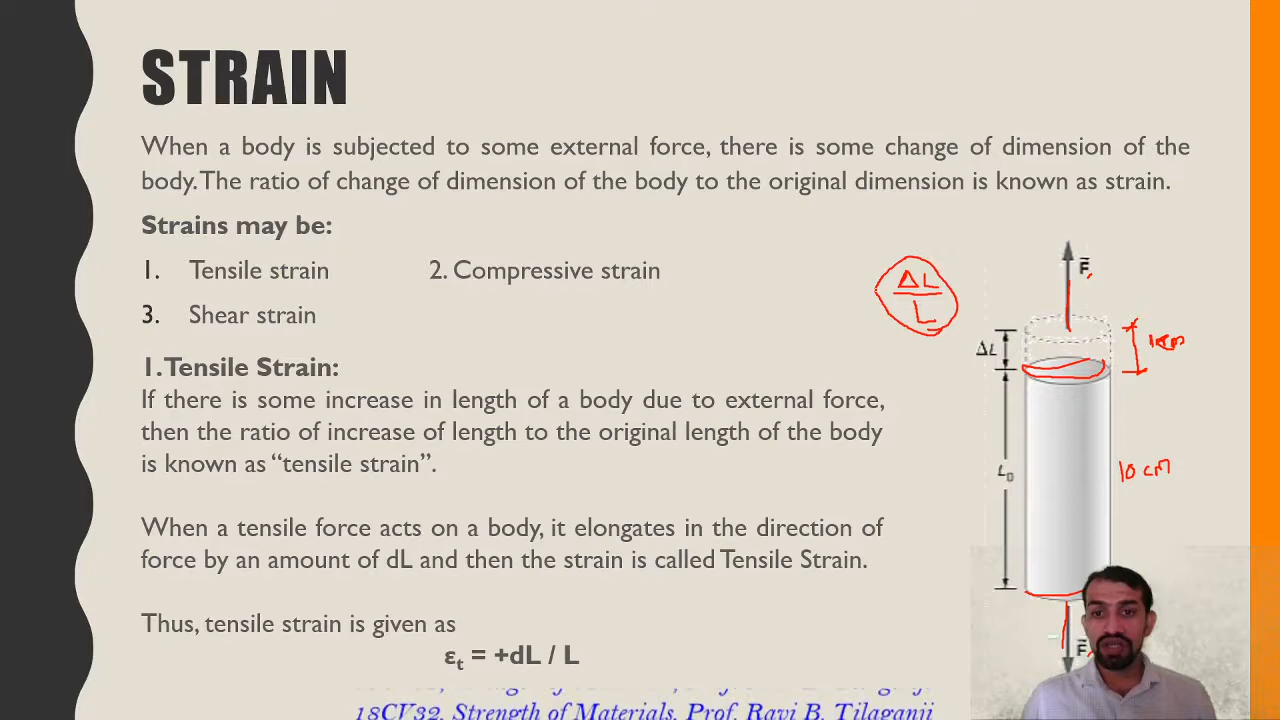 STRAIN
When a body is subjected to some external force, there is some change of dimension of the
body. The ratio of change of dimension of the body to the original dimension is known as strain.
Strains may be:
1. Tensile strain 2. Compressive strain
3. Shear strain
1. Tensile Strain:
If there is some increase in length of a body due to external force,
then the ratio of increase of length to the original length of the body
is known as “tensile strain”.
When a tensile force acts on a body, it elongates in the direction of
force by an amount of dL and then the strain is called Tensile Strain.
Thus, tensile strain is given as
εt = +dL / L
ΔL
L
F
ΔL
1cm
L0
10 cm
F
18CV32, Strength of Materials, Prof. Ravi B. Tilaganji